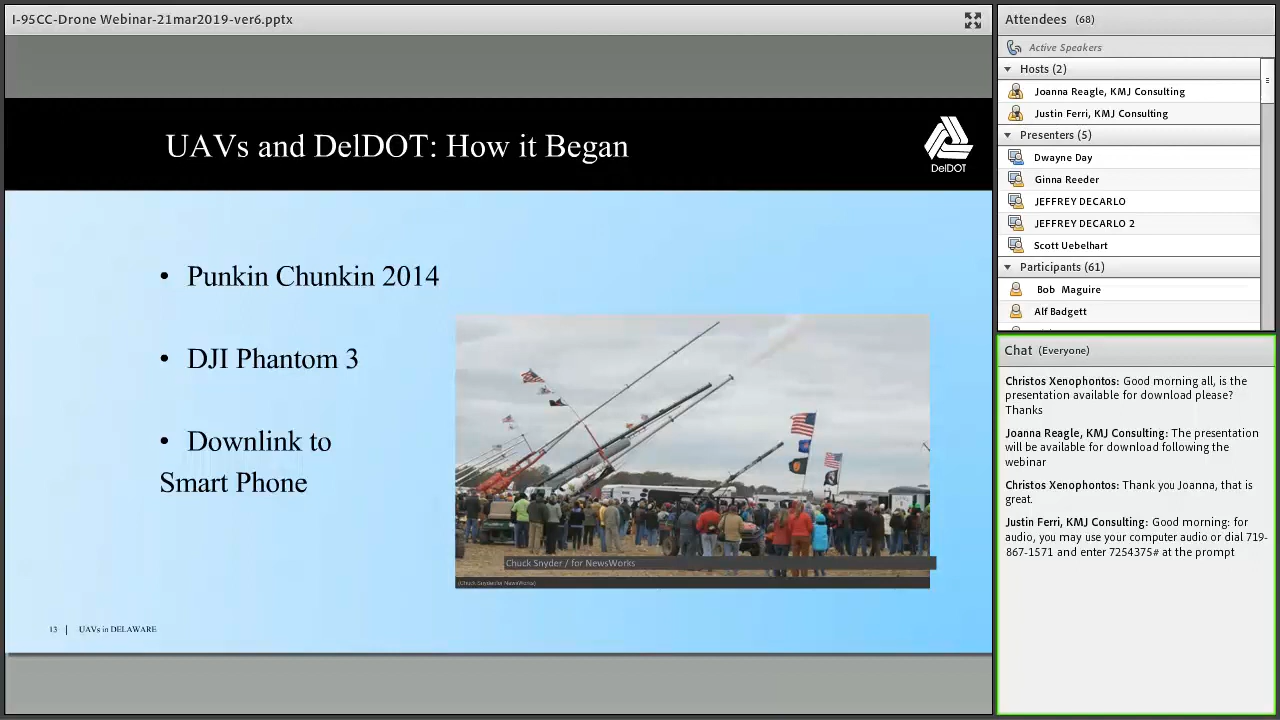 I-95CC-Drone Webinar-21mar2019-ver6.pptx
UAVs and DelDOT: How it Began
DelDOT
• Punkin Chunkin 2014
• DJI Phantom 3
• Downlink to
Smart Phone
Chuck Snyder / for NewsWorks
(Chuck Snyder/for NewsWorks)
13 | UAVs in DELAWARE
Attendees (68)
Active Speakers
Hosts (2)
Joanna Reagle, KMJ Consulting
Justin Ferri, KMJ Consulting
Presenters (5)
Dwayne Day
Ginna Reeder
JEFFREY DECARLO
JEFFREY DECARLO 2
Scott Uebelhart
Participants (61)
Bob Maguire
Alf Badgett
Chat (Everyone)
Christos Xenophontos: Good morning all, is the
presentation available for download please?
Thanks
Joanna Reagle, KMJ Consulting: The presentation
will be available for download following the
webinar
Christos Xenophontos: Thank you Joanna, that is
great.
Justin Ferri, KMJ Consulting: Good morning: for
audio, you may use your computer audio or dial 719-
867-1571 and enter 7254375# at the prompt